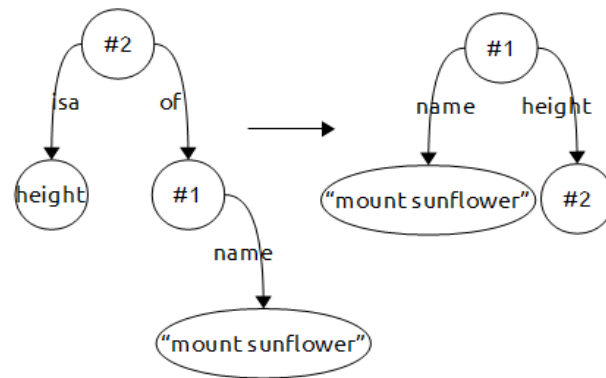 #2
isa
of
height
#1
name
“mount sunflower”
#1
name
height
“mount sunflower”
#2